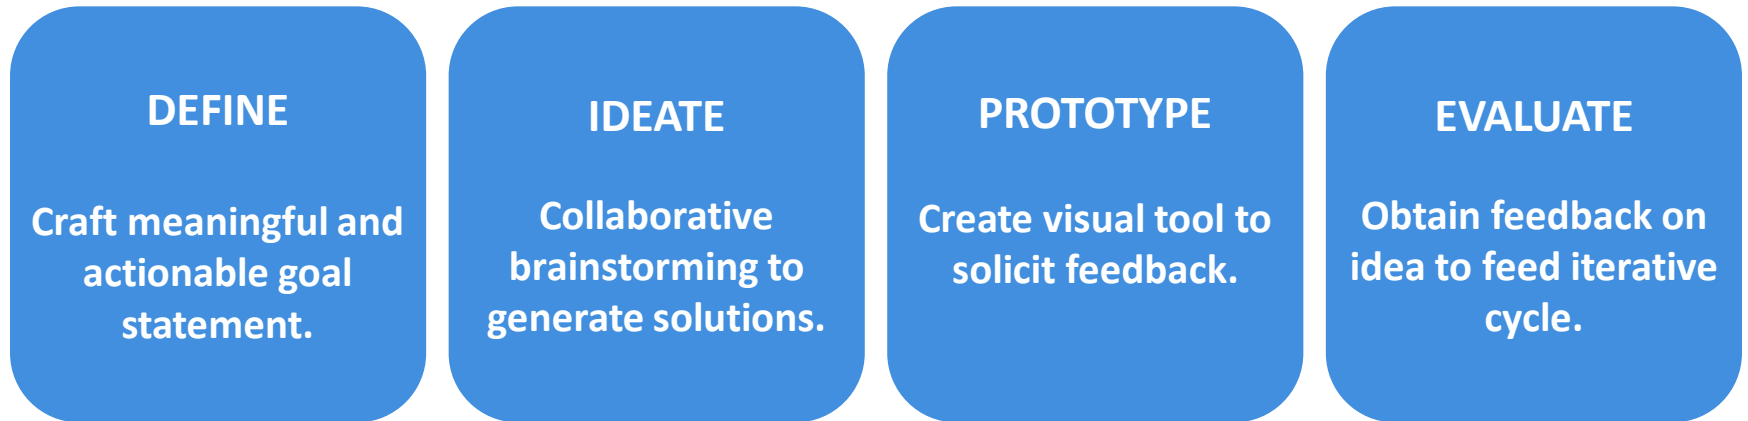 DEFINE
Craft meaningful and
actionable goal
statement.
IDEATE
Collaborative
brainstorming to
generate solutions.
PROTOTYPE
Create visual tool to
solicit feedback.
EVALUATE
Obtain feedback on
idea to feed iterative
cycle.